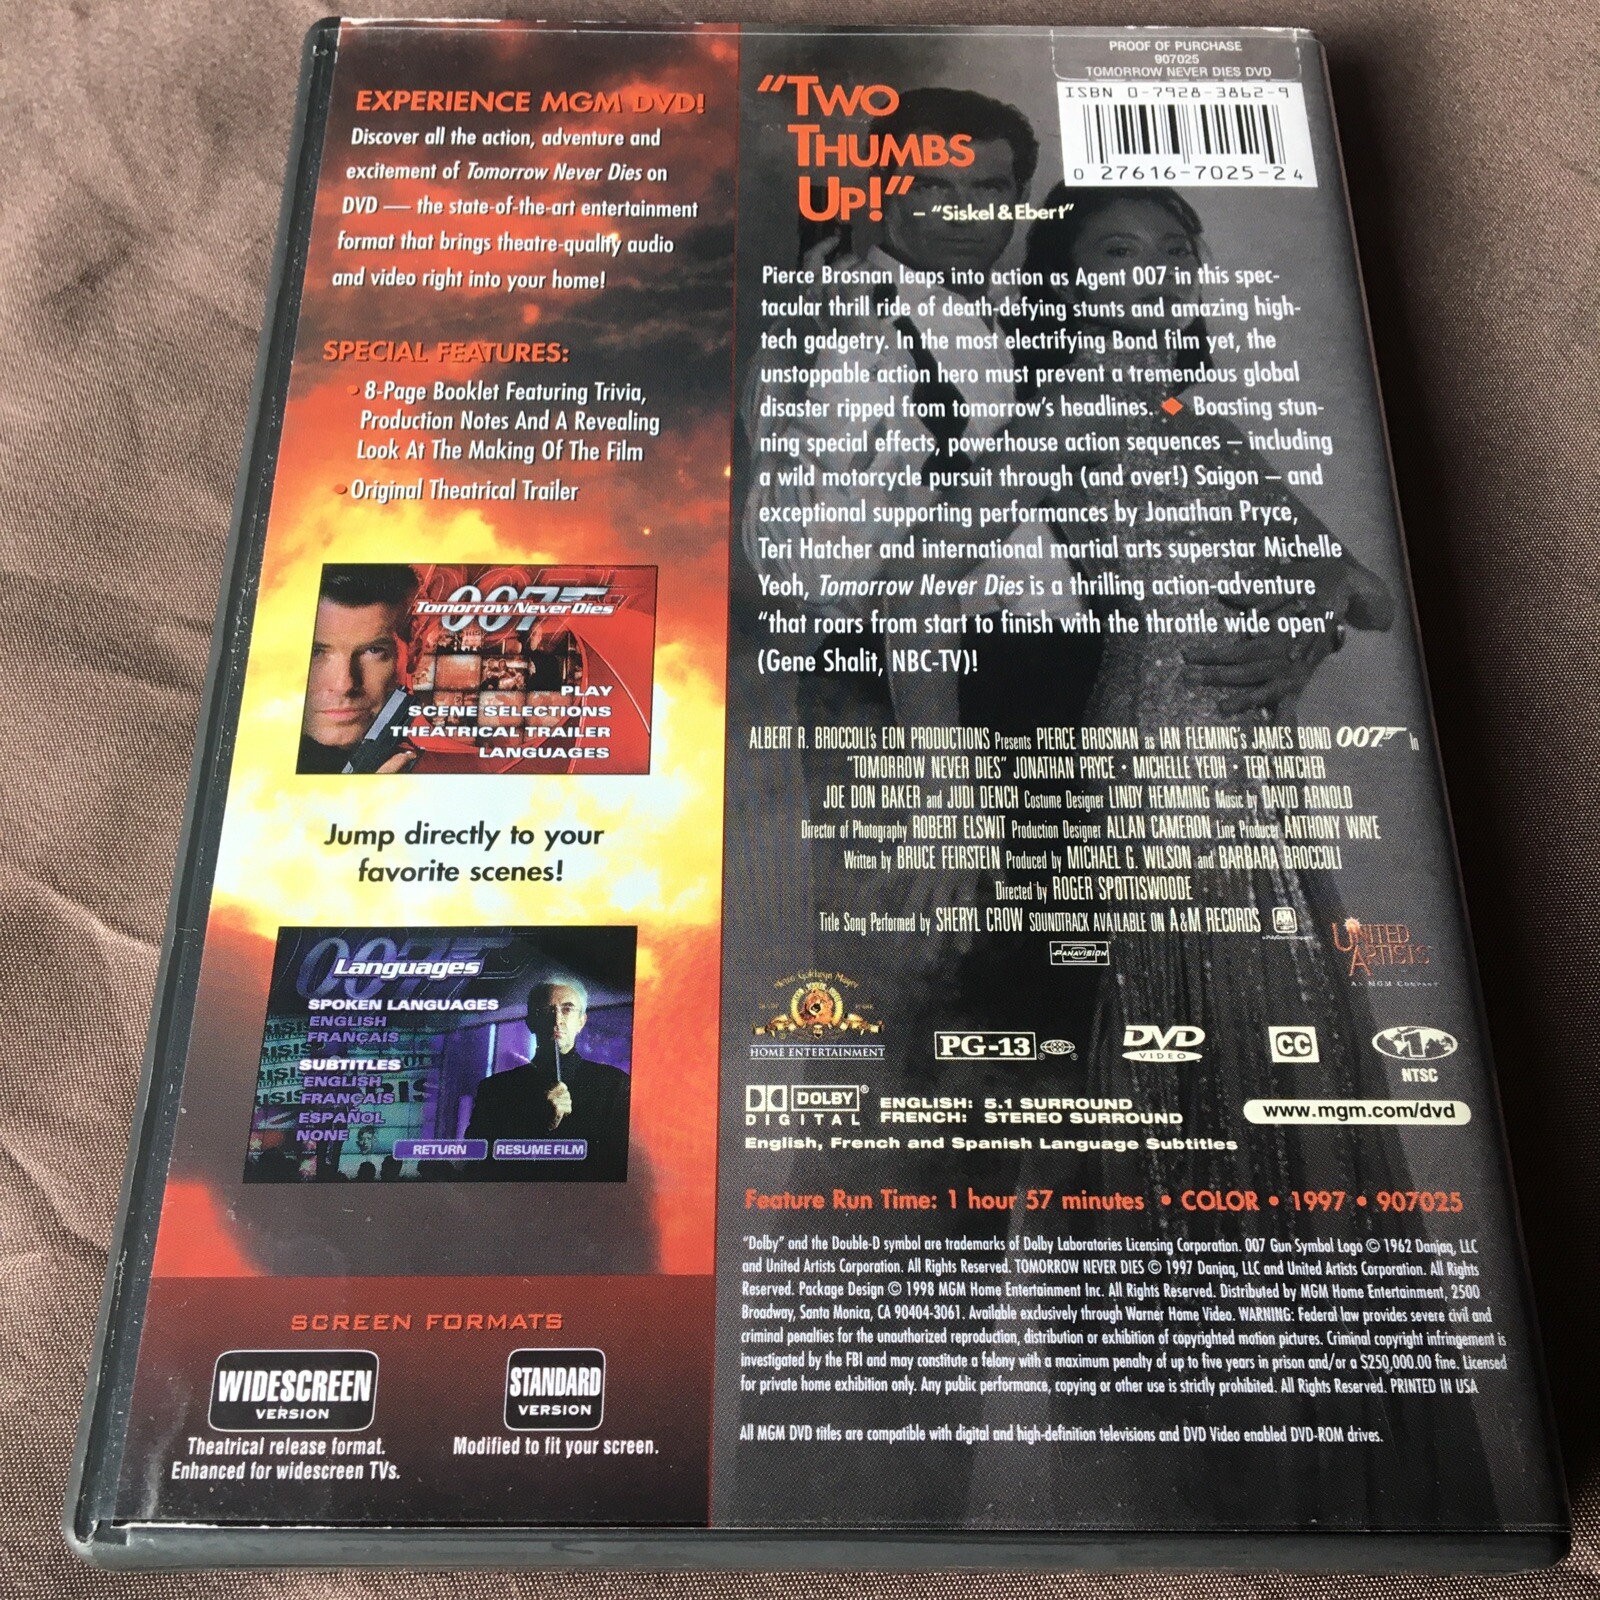 EXPERIENCE MGM DVD!
Discover all the action, adventure and
excitement of Tomorrow Never Dies on
DVD — the state-of-the-art entertainment
format that brings theatre-quality audio
and video right into your home!
SPECIAL FEATURES:
• 8-Page Booklet Featuring Trivia,
Production Notes And A Revealing
Look At The Making Of The Film
• Original Theatrical Trailer
007
Tomorrow Never Dies
PLAY
SCENE SELECTIONS
THEATRICAL TRAILER
LANGUAGES
Jump directly to your
favorite scenes!
007
Languages
SPOKEN LANGUAGES
ENGLISH
FRANÇAIS
SUBTITLES
ENGLISH
FRANÇAIS
ESPAÑOL
NONE
RETURN RESUME FILM
SCREEN FORMATS
WIDESCREEN
VERSION
Theatrical release format.
Enhanced for widescreen TVs.
STANDARD
VERSION
Modified to fit your screen.
PROOF OF PURCHASE
907025
TOMORROW NEVER DIES DVD
ISBN 0-7928-3862-9
0 27616-7025-2 4
“TWO
THUMBS
UP!”
– “Siskel & Ebert”
Pierce Brosnan leaps into action as Agent 007 in this spec-
tacular thrill ride of death-defying stunts and amazing high-
tech gadgetry. In the most electrifying Bond film yet, the
unstoppable action hero must prevent a tremendous global
disaster ripped from tomorrow's headlines. ◆ Boasting stun-
ning special effects, powerhouse action sequences – including
a wild motorcycle pursuit through (and over!) Saigon – and
exceptional supporting performances by Jonathan Pryce,
Teri Hatcher and international martial arts superstar Michelle
Yeoh, Tomorrow Never Dies is a thrilling action-adventure
“that roars from start to finish with the throttle wide open”
(Gene Shalit, NBC-TV)!
ALBERT R. BROCCOLI's EON PRODUCTIONS Presents PIERCE BROSNAN as IAN FLEMING's JAMES BOND 007 In
"TOMORROW NEVER DIES" JONATHAN PRYCE • MICHELLE YEOH • TERI HATCHER
JOE DON BAKER and JUDI DENCH Costume Designer LINDY HEMMING Music by DAVID ARNOLD
Director of Photography ROBERT ELSWIT Production Designer ALLAN CAMERON Line Producer ANTHONY WAYE
Written by BRUCE FEIRSTEIN Produced by MICHAEL G. WILSON and BARBARA BROCCOLI
Directed by ROGER SPOTTISWOODE
Title Song Performed by SHERYL CROW SOUNDTRACK AVAILABLE ON A&M RECORDS
PANAVISION
UNITED
ARTISTS
AN MGM COMPANY
Metro Goldwyn Mayer
HOME ENTERTAINMENT
PG-13
DVD
VIDEO
CC
NTSC
DOLBY
DIGITAL
ENGLISH: 5.1 SURROUND
FRENCH: STEREO SURROUND
www.mgm.com/dvd
English, French and Spanish Language Subtitles
Feature Run Time: 1 hour 57 minutes • COLOR • 1997 • 907025
"Dolby" and the Double-D symbol are trademarks of Dolby Laboratories Licensing Corporation. 007 Gun Symbol Logo © 1962 Danjaq, LLC
and United Artists Corporation. All Rights Reserved. TOMORROW NEVER DIES © 1997 Danjaq, LLC and United Artists Corporation. All Rights
Reserved. Package Design © 1998 MGM Home Entertainment Inc. All Rights Reserved. Distributed by MGM Home Entertainment, 2500
Broadway, Santa Monica, CA 90404-3061. Available exclusively through Warner Home Video. WARNING: Federal law provides severe civil and
criminal penalties for the unauthorized reproduction, distribution or exhibition of copyrighted motion pictures. Criminal copyright infringement is
investigated by the FBI and may constitute a felony with a maximum penalty of up to five years in prison and/or a $250,000.00 fine. Licensed
for private home exhibition only. Any public performance, copying or other use is strictly prohibited. All Rights Reserved. PRINTED IN USA
All MGM DVD titles are compatible with digital and high-definition televisions and DVD Video enabled DVD-ROM drives.